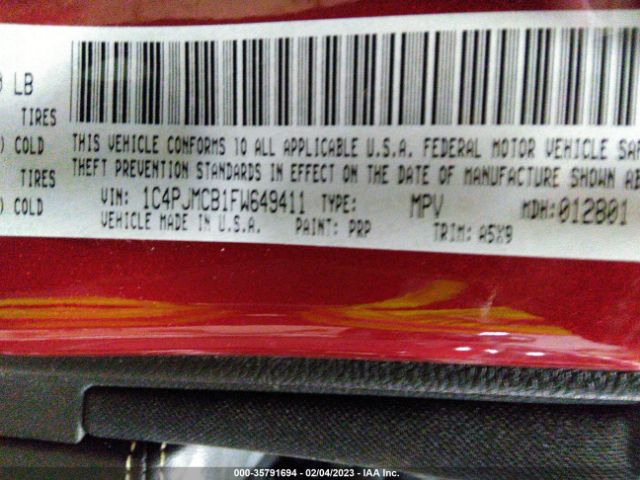 LB
TIRES
COLD
TIRES
COLD
THIS VEHICLE CONFORMS TO ALL APPLICABLE U.S.A. FEDERAL MOTOR VEHICLE SAF
THEFT PREVENTION STANDARDS IN EFFECT ON THE DATE OF MANUFACTURE SHOWN AB
VIN: 1C4PJMCB1FW649411 TYPE: MPV MDH:012801
VEHICLE MADE IN U.S.A. PAINT: PRP TRIM: A5X9
000-35791694 - 02/04/2023 - IAA Inc.